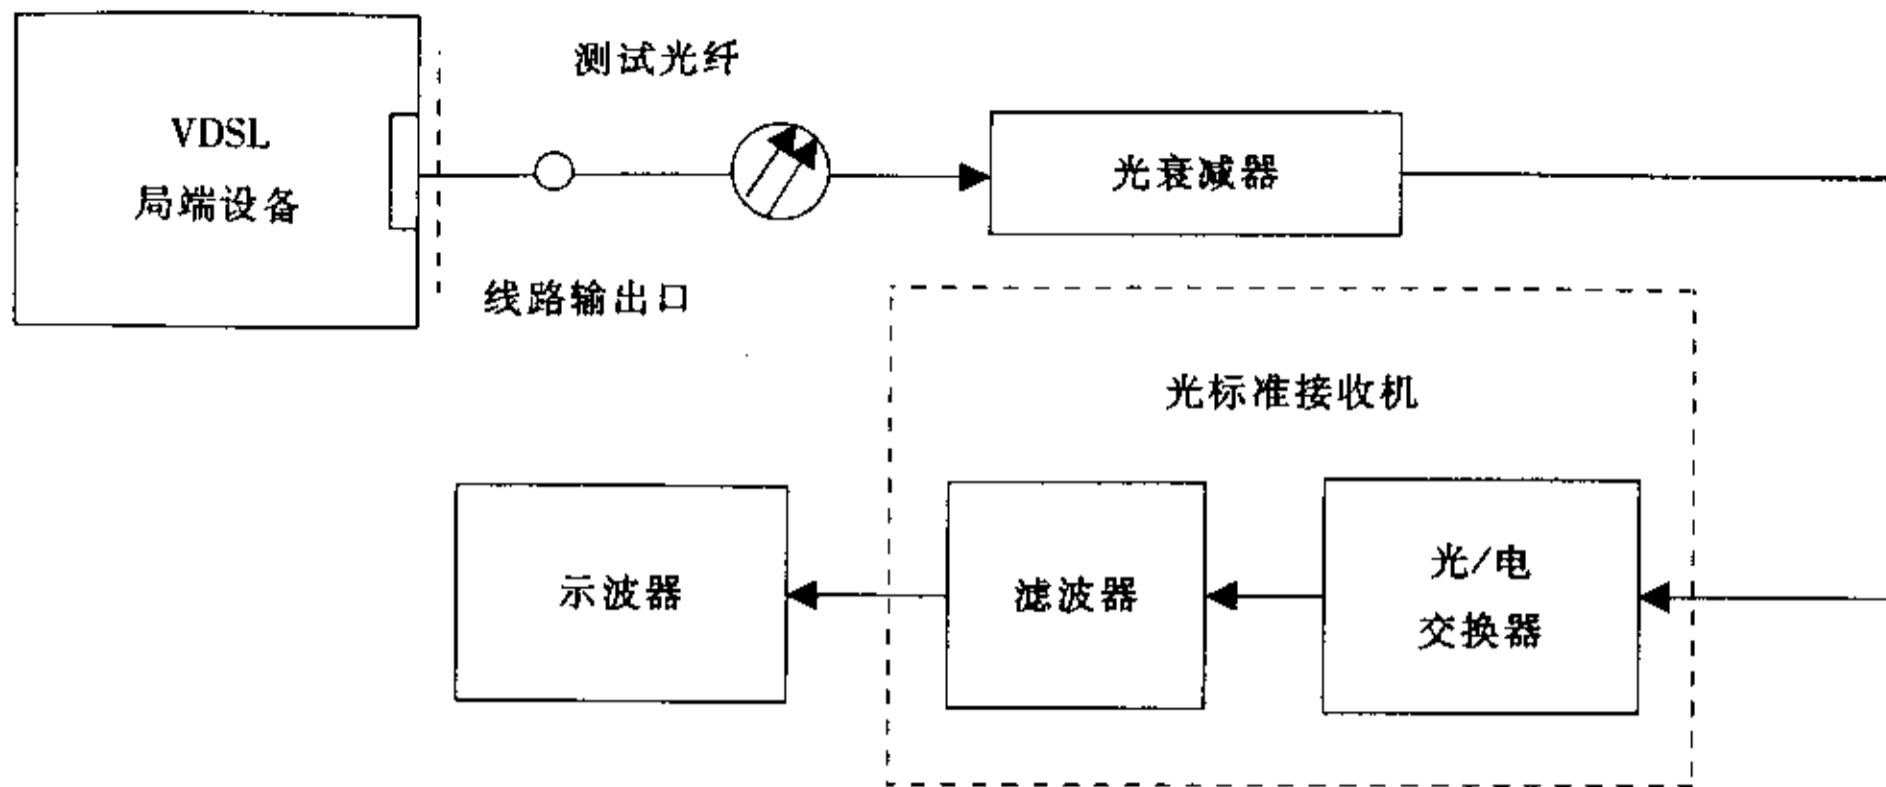 测试光纤
VDSL
局端设备
光衰减器
线路输出口
光标准接收机
示波器
滤波器
光/电
交换器